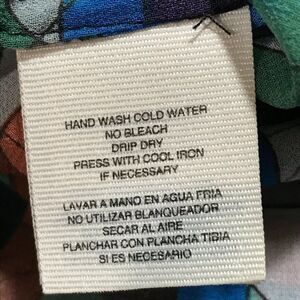 HAND WASH COLD WATER
NO BLEACH
DRIP DRY
PRESS WITH COOL IRON
IF NECESSARY
LAVAR A MANO EN AGUA FRIA
NO UTILIZAR BLANQUEADOR
SECAR AL AIRE
PLANCHAR CON PLANCHA TIBIA
SI ES NECESARIO